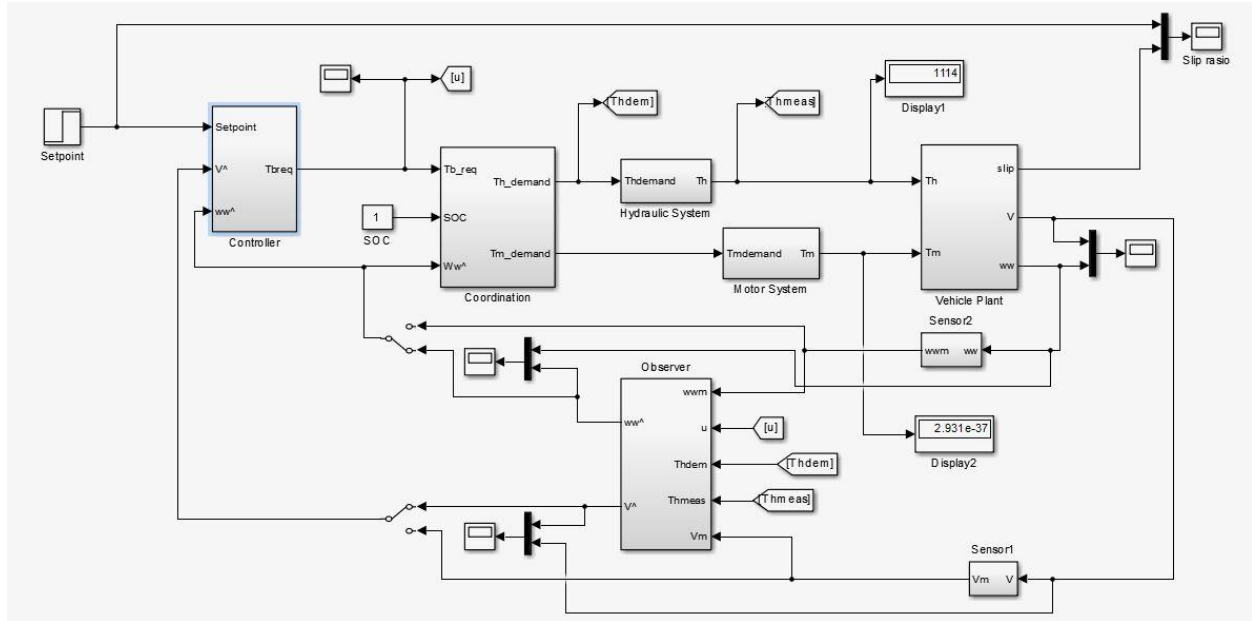 Slip rasio
1114
Display1
[u]
[Thdem]
[Thmeas]
Setpoint
Setpoint
V^
ww^
Tbreq
Controller
1
SOC
Tb_req
SOC
Ww^
Th_demand
Tm_demand
Coordination
Thdemand Th
Hydraulic System
Tmdemand Tm
Motor System
Th
Tm
slip
V
ww
Vehicle Plant
Sensor2
wwm ww
Observer
wwm
u
Thdem
Thmeas
Vm
ww^
V^
[u]
[Thdem]
[Thmeas]
2.931e-37
Display2
Sensor1
Vm V